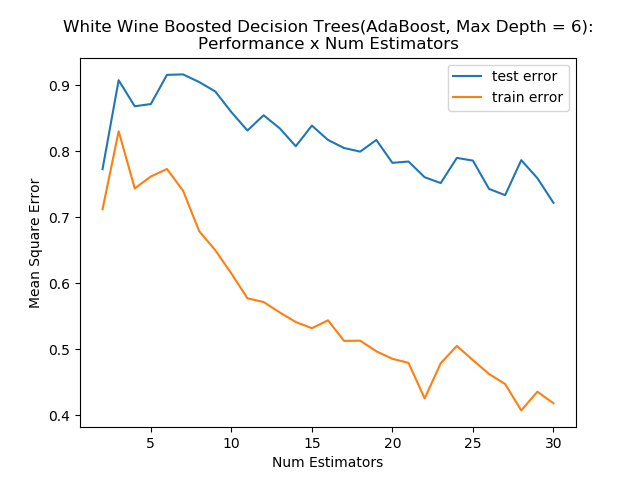 White Wine Boosted Decision Trees(AdaBoost, Max Depth = 6):
Performance x Num Estimators
test error
train error
Mean Square Error
0.9
0.8
0.7
0.6
0.5
0.4
5 10 15 20 25 30
Num Estimators